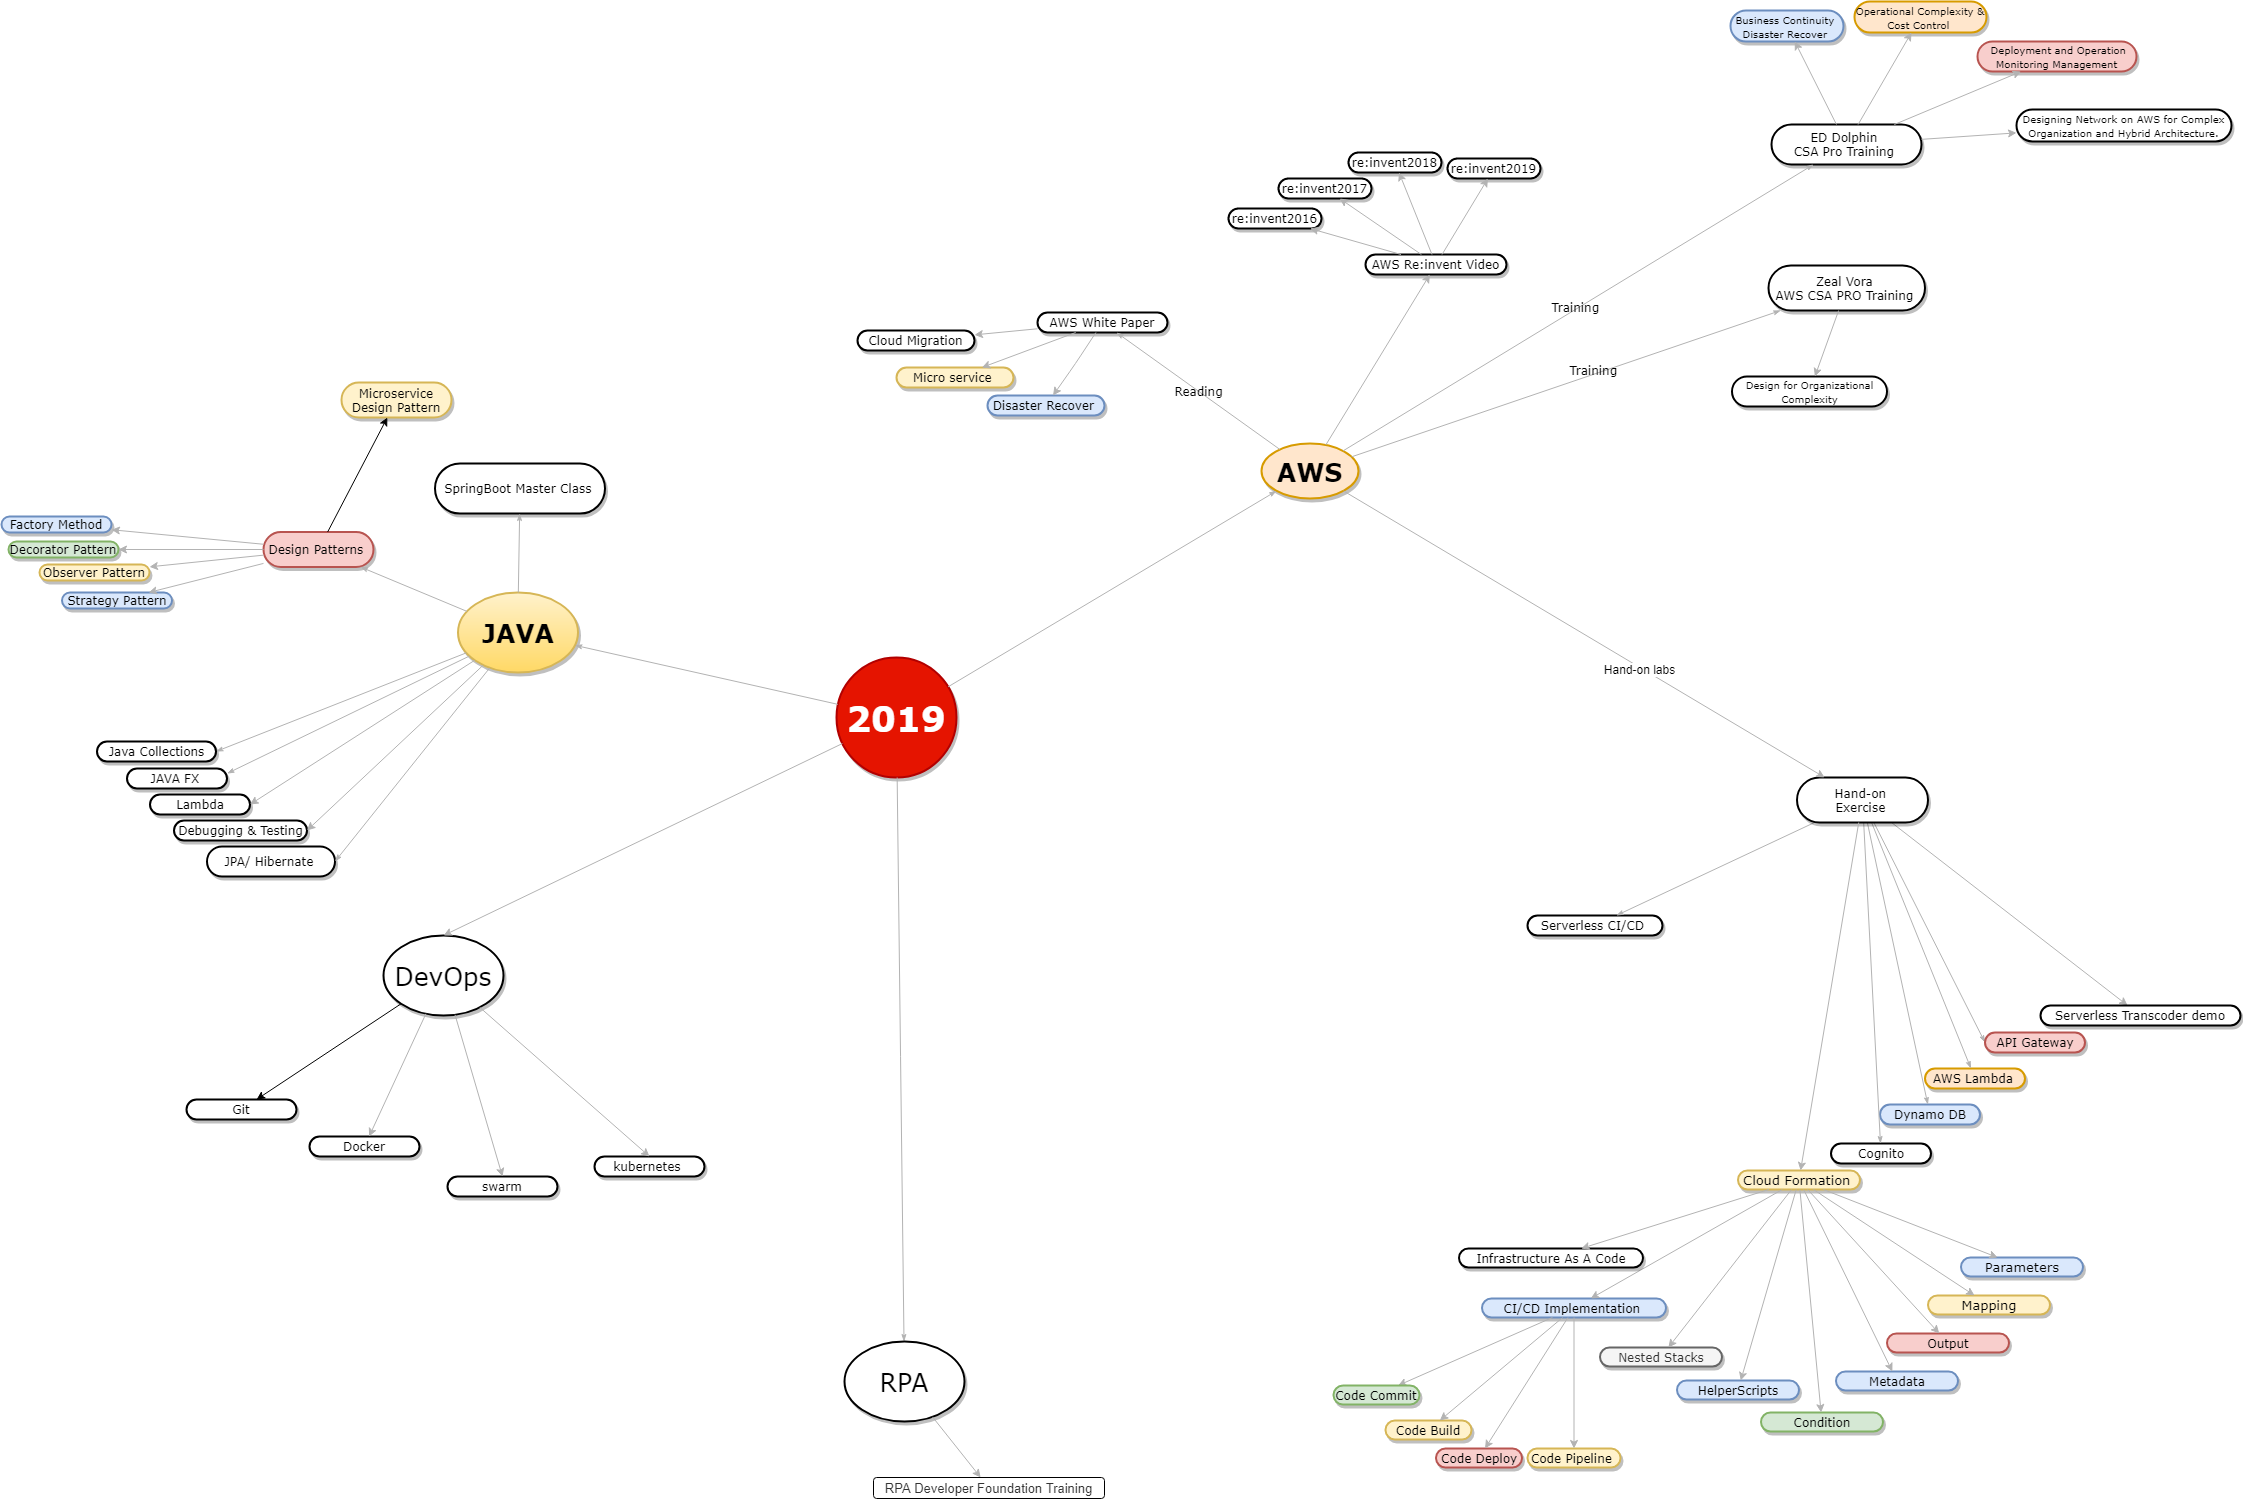 Business Continuity
Disaster Recover
Operational Complexity &
Cost Control
Deployment and Operation
Monitoring Management
Designing Network on AWS for Complex
Organization and Hybrid Architecture.
ED Dolphin
CSA Pro Training
re:invent2018
re:invent2019
re:invent2017
re:invent2016
AWS Re:invent Video
Zeal Vora
AWS CSA PRO Training
Training
AWS White Paper
Cloud Migration
Training
Micro service
Design for Organizational
Complexity
Reading
Disaster Recover
Microservice
Design Pattern
AWS
SpringBoot Master Class
Factory Method
Decorator Pattern
Design Patterns
Observer Pattern
Strategy Pattern
JAVA
Hand-on labs
2019
Java Collections
JAVA FX
Lambda
Debugging & Testing
JPA/ Hibernate
Hand-on
Exercise
Serverless CI/CD
DevOps
Serverless Transcoder demo
API Gateway
AWS Lambda
Dynamo DB
Git
Docker
Cognito
kubernetes
swarm
Cloud Formation
Infrastructure As A Code
Parameters
CI/CD Implementation
Mapping
Output
Nested Stacks
Metadata
HelperScripts
RPA
Code Commit
Condition
Code Build
Code Deploy
Code Pipeline
RPA Developer Foundation Training